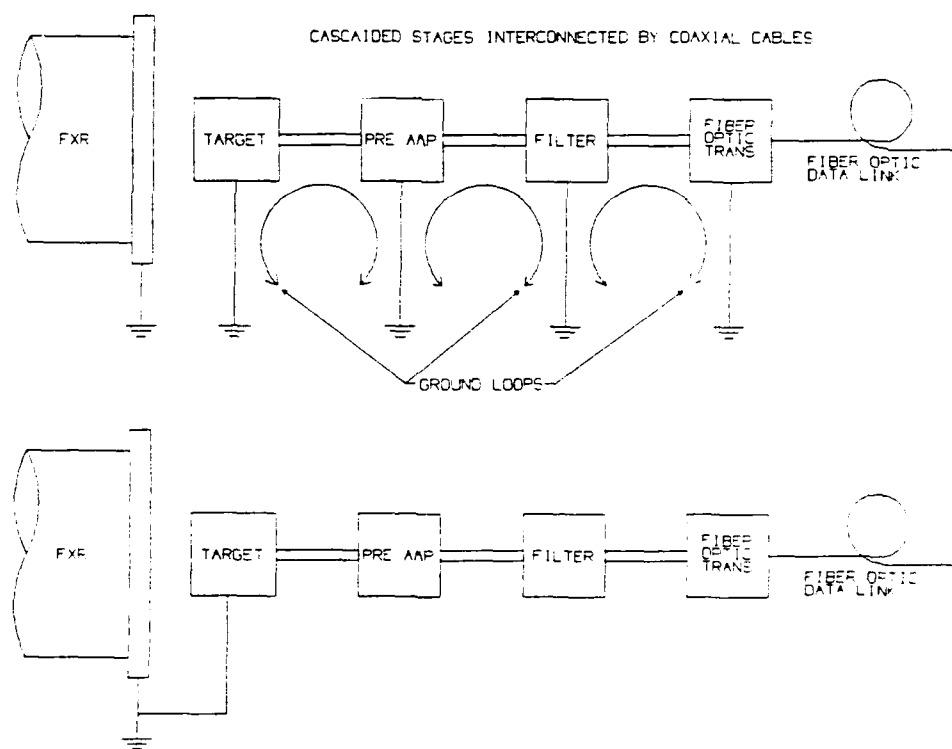 CASCAIDED STAGES INTERCONNECTED BY COAXIAL CABLES
FXR
TARGET
PRE AMP
FILTER
FIBER
OPTIC
TRANS
FIBER OPTIC
DATA LINK
GROUND LOOPS
FXR
TARGET
PRE AMP
FILTER
FIBER
OPTIC
TRANS
FIBER OPTIC
DATA LINK